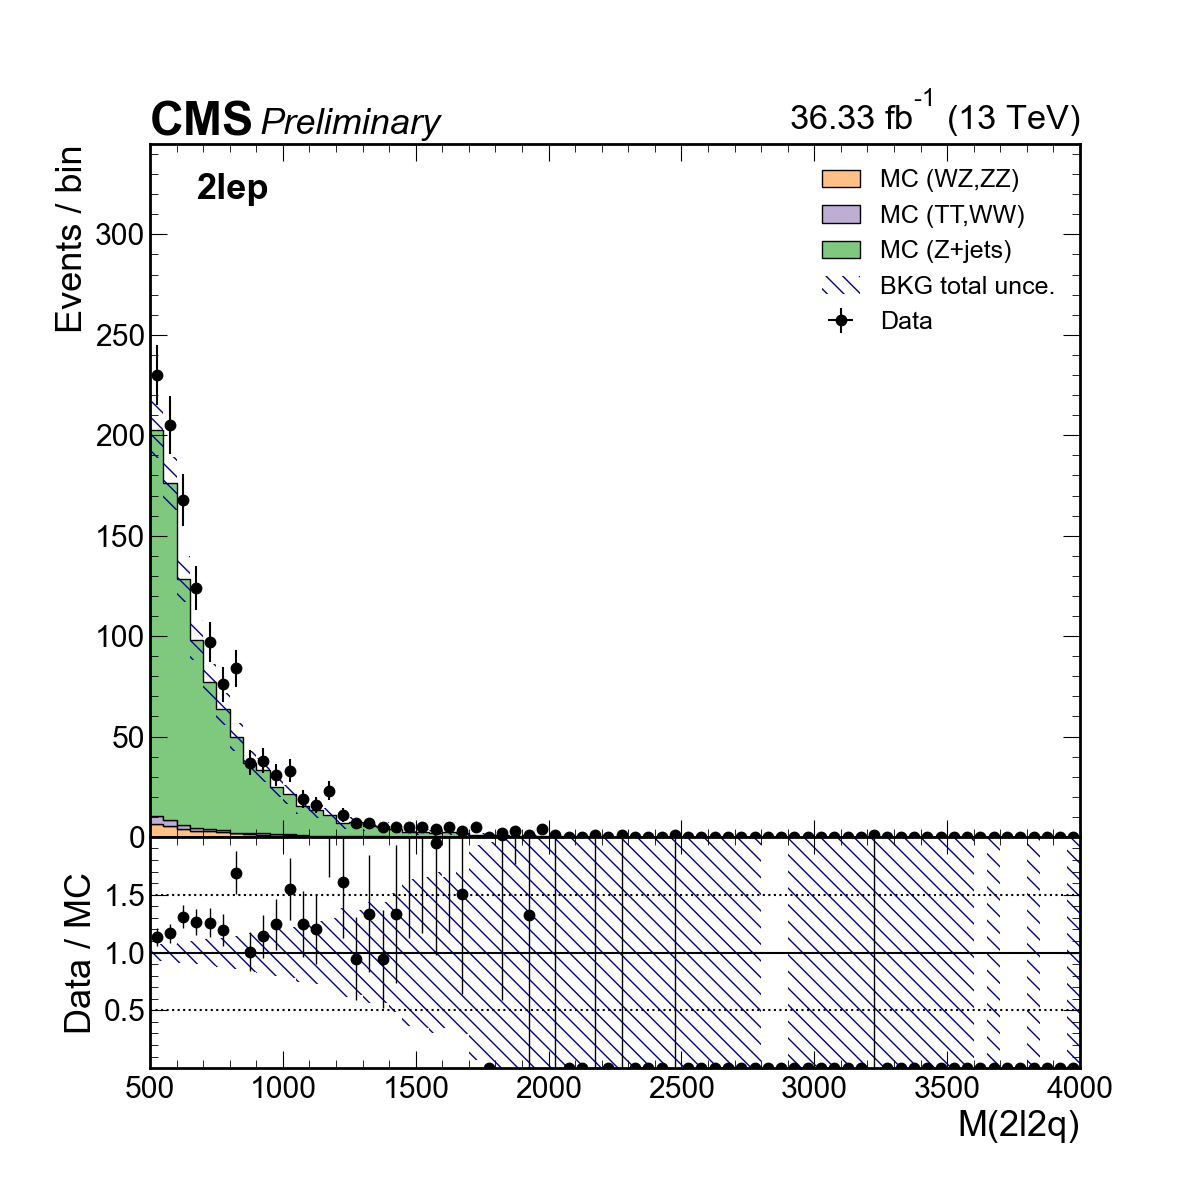 CMS Preliminary 36.33 fb-1 (13 TeV)
Events / bin
2lep
MC (WZ,ZZ)
MC (TT,WW)
MC (Z+jets)
BKG total unce.
Data
300
250
200
150
100
50
0
Data / MC
1.5
1.0
0.5
500 1000 1500 2000 2500 3000 3500 4000
M(2l2q)